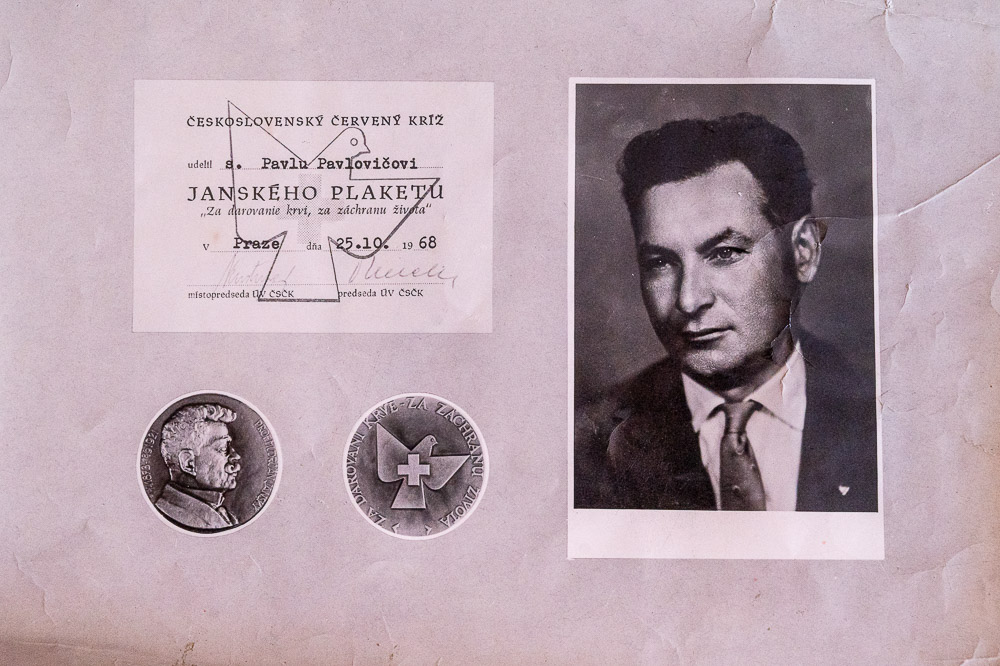 ČESKOSLOVENSKÝ ČERVENÝ KRÍŽ
udelil s. Pavlu Pavlovičovi
JANSKÉHO PLAKETU
„Za darovanie krvi, za záchranu života“
v Praze dňa 25.10. 1968
místopredseda ÚV ČSČK predseda ÚV ČSČK
ZA DAROVÁNÍ KRVE-ZA ZÁCHRANU ŽIVOTA